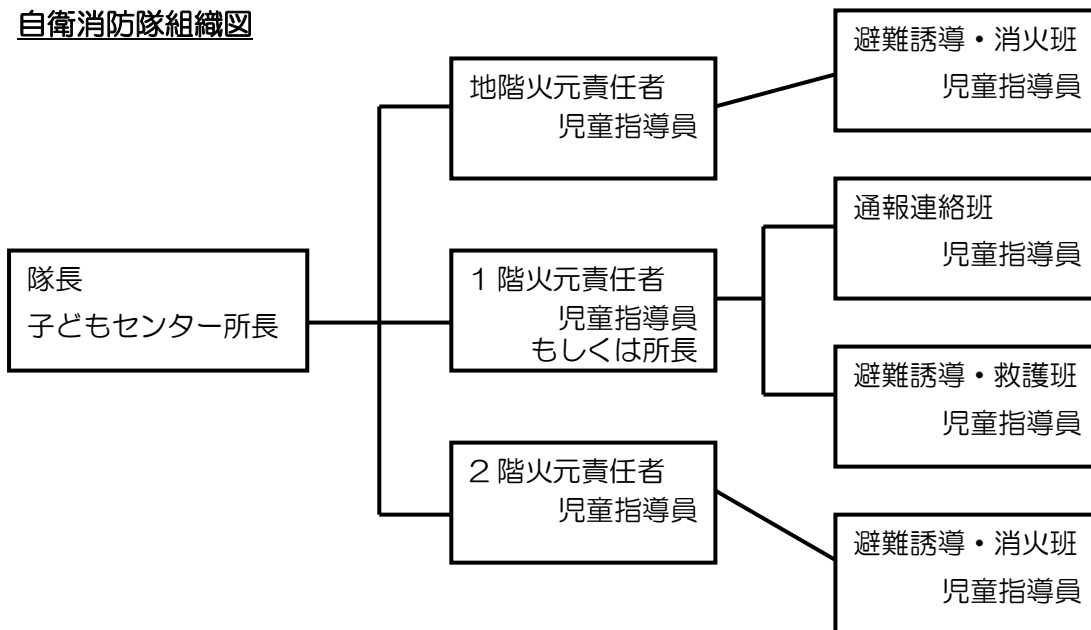 自衛消防隊組織図
隊長
子どもセンター所長
地階火元責任者
児童指導員
1階火元責任者
児童指導員
もしくは所長
2階火元責任者
児童指導員
避難誘導・消火班
児童指導員
通報連絡班
児童指導員
避難誘導・救護班
児童指導員
避難誘導・消火班
児童指導員